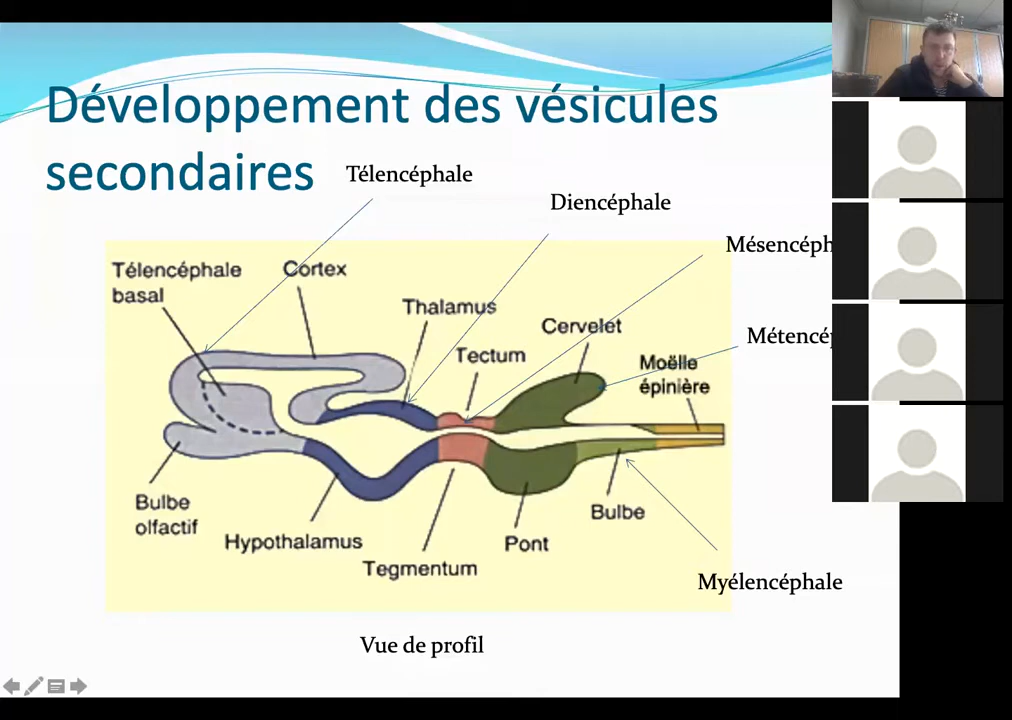 Développement des vésicules
secondaires
Télencéphale
Diencéphale
Mésencéph
Télencéphale
basal
Cortex
Thalamus
Cervelet
Métencé
Tectum
Moëlle
épinière
Bulbe
olfactif
Hypothalamus
Tegmentum
Pont
Bulbe
Myélencéphale
Vue de profil